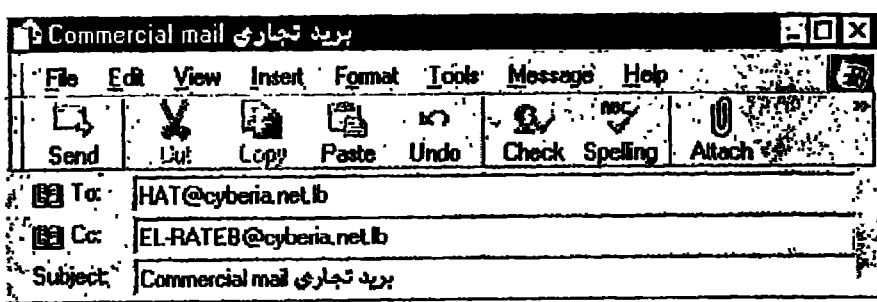 Commercial mail بريد تجاري
File Edit View Insert Format Tools Message Help
Send Cut Copy Paste Undo Check Spelling Attach »
To: HAT@cyberia.net.lb
Cc: EL-RATEB@cyberia.net.lb
Subject: Commercial mail بريد تجاري